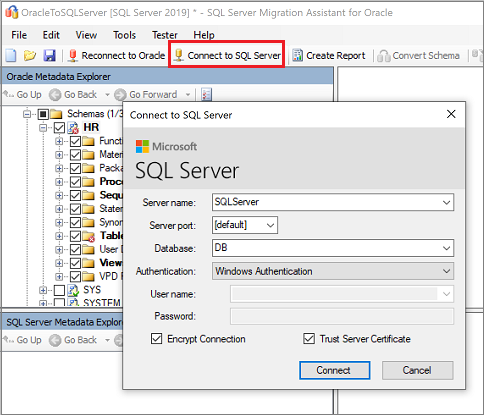 OracleToSQLServer [SQL Server 2019] * - SQL Server Migration Assistant for Oracle
File Edit View Tools Tester Help
Reconnect to Oracle Connect to SQL Server Create Report Convert Schema
Oracle Metadata Explorer
Go Up Go Back Go Forward
Schemas (1/3
HR
Functi
Mater
Packa
Proce
Sequ
Stater
Synor
Table
User D
Views
VPD F
SYS
SYSTEM
SQL Server Metadata Explor
Go Up Go Back
Connect to SQL Server
Microsoft
SQL Server
Server name: SQLServer
Server port: [default]
Database: DB
Authentication: Windows Authentication
User name:
Password:
Encrypt Connection Trust Server Certificate
Connect Cancel